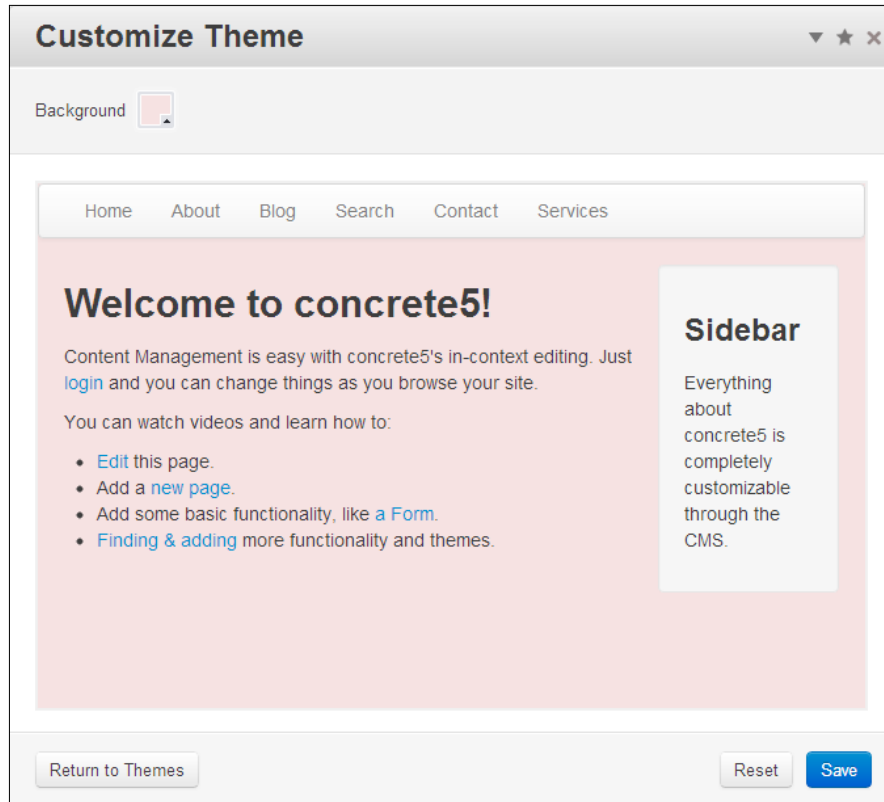 Customize Theme
Background
Home About Blog Search Contact Services
Welcome to concrete5!
Content Management is easy with concrete5's in-context editing. Just
login and you can change things as you browse your site.
You can watch videos and learn how to:
• Edit this page.
• Add a new page.
• Add some basic functionality, like a Form.
• Finding & adding more functionality and themes.
Sidebar
Everything
about
concrete5 is
completely
customizable
through the
CMS.
Return to Themes
Reset
Save